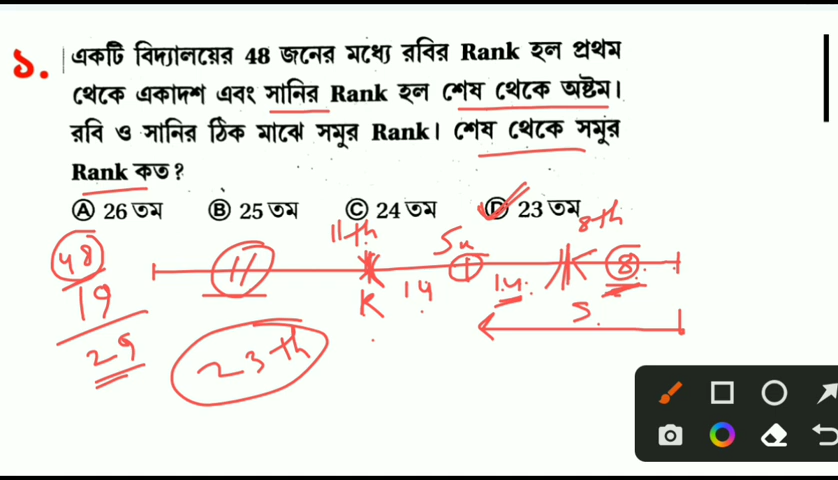 ১. একটি বিদ্যালয়ের 48 জনের মধ্যে রবির Rank হল প্রথম
থেকে একাদশ এবং সানির Rank হল শেষ থেকে অষ্টম।
রবি ও সানির ঠিক মাঝে সমুর Rank। শেষ থেকে সমুর
Rank কত?
Ⓐ 26 তম Ⓑ 25 তম Ⓒ 24 তম Ⓓ 23 তম
11th Su 8th
48 11 1 8
19 K 14 14 S
29 23th